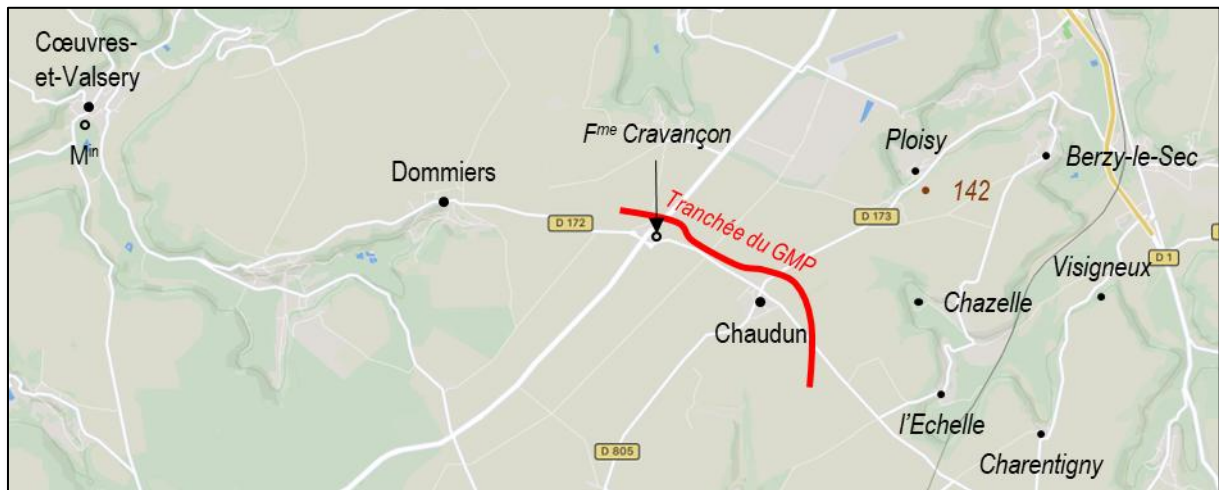 Cœuvres-
et-Valsery
Min
Dommiers
Fme Cravançon
D 172
Tranchée du GMP
Chaudun
Ploisy
142
D 173
Berzy-le-Sec
D 1
Visigneux
Chazelle
l'Echelle
Charentigny
D 805